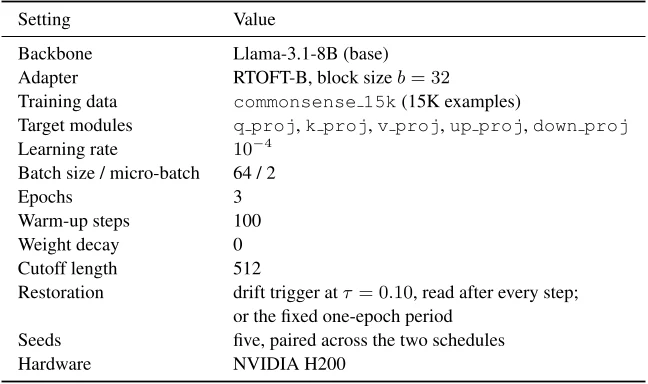 Setting Value
Backbone Llama-3.1-8B (base)
Adapter RTOFT-B, block size b = 32
Training data commonsense_15k (15K examples)
Target modules q_proj, k_proj, v_proj, up_proj, down_proj
Learning rate 10⁻⁴
Batch size / micro-batch 64 / 2
Epochs 3
Warm-up steps 100
Weight decay 0
Cutoff length 512
Restoration drift trigger at τ = 0.10, read after every step;
or the fixed one-epoch period
Seeds five, paired across the two schedules
Hardware NVIDIA H200